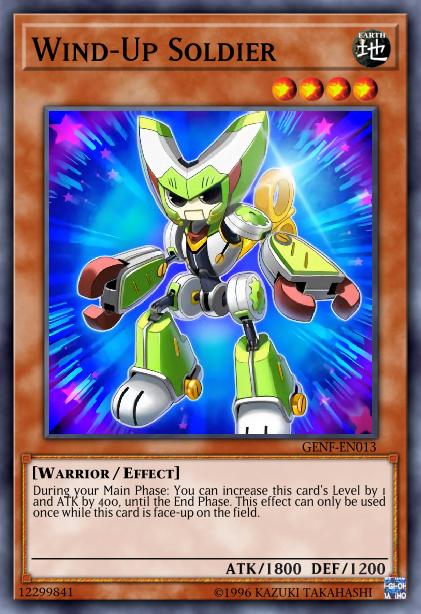 Wind-Up Soldier
EARTH
地
GENF-EN013
[Warrior / Effect]
During your Main Phase: You can increase this card's Level by 1
and ATK by 400, until the End Phase. This effect can only be used
once while this card is face-up on the field.
ATK/1800 DEF/1200
12299841
©1996 KAZUKI TAKAHASHI